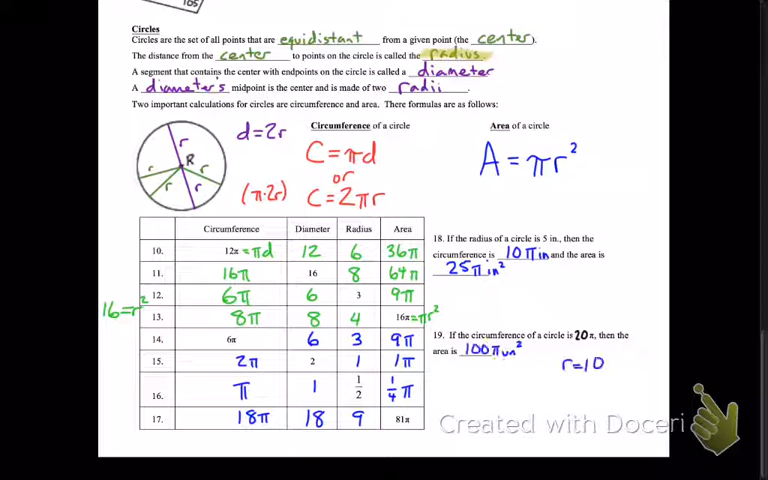 Circles
Circles are the set of all points that are equidistant from a given point (the center).
The distance from the center to points on the circle is called the radius.
A segment that contains the center with endpoints on the circle is called a diameter
A diameter's midpoint is the center and is made of two radii.
Two important calculations for circles are circumference and area. There formulas are as follows:
Circumference of a circle
Area of a circle
r
R
r
r
r
r
d=2r
(π·2r)
C=πd
or
C=2πr
A=πr²
Circumference Diameter Radius Area
10. 12π =πd 12 6 36π
11. 16π 16 8 64π
12. 6π 6 3 9π
16=r²
13. 8π 8 4 16π=πr²
14. 6π 6 3 9π
15. 2π 2 1 1π
16. π 1 1/2 1/4 π
17. 18π 18 9 81π
18. If the radius of a circle is 5 in., then the
circumference is 10π in and the area is
25π in²
19. If the circumference of a circle is 20π, then the
area is 100π un²
r=10
Created with Doceri